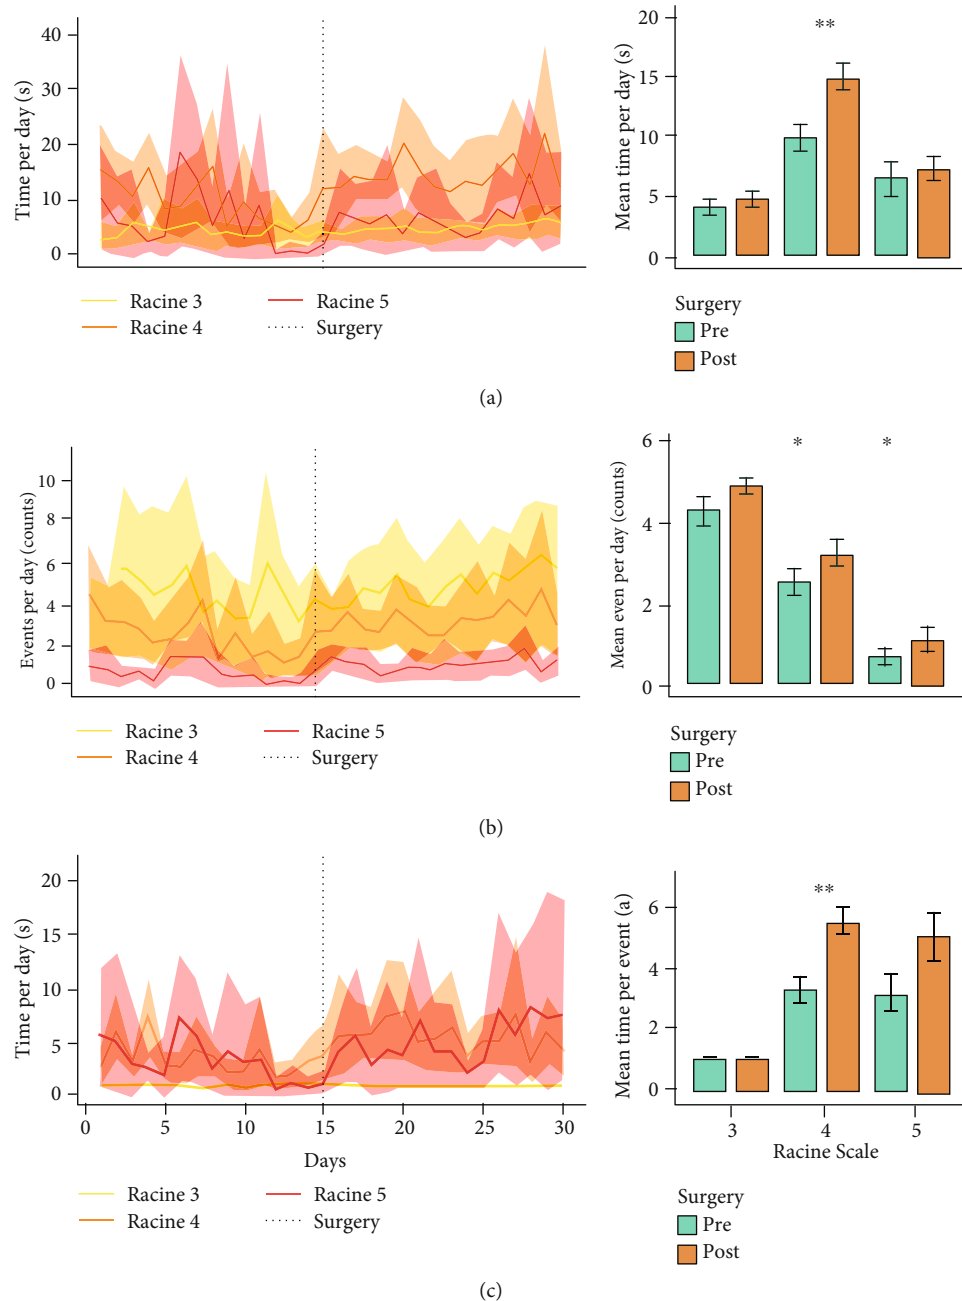 40
30
20
10
0
Time per day (s)
Racine 3
Racine 4
Racine 5
Surgery
20
15
10
5
0
Mean time per day (s)
**
Surgery
Pre
Post
(a)
10
8
6
4
2
0
Events per day (counts)
Racine 3
Racine 4
Racine 5
Surgery
6
4
2
0
Mean even per day (counts)
*
*
Surgery
Pre
Post
(b)
20
15
10
5
0
Time per day (s)
0
5
10
15
20
25
30
Days
Racine 3
Racine 4
Racine 5
Surgery
6
4
2
0
Mean time per event (a)
**
3
4
5
Racine Scale
Surgery
Pre
Post
(c)